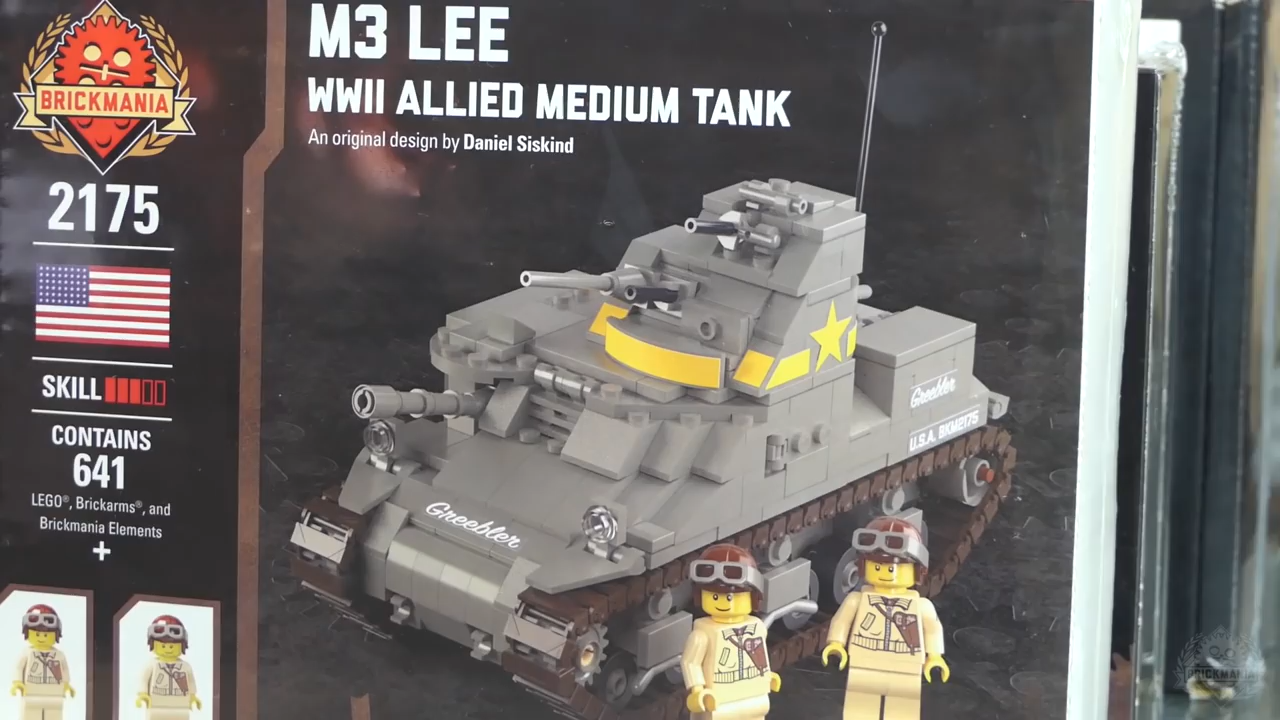 BRICKMANIA
2175
SKILL
CONTAINS
641
LEGO®, Brickarms®, and
Brickmania Elements
+
M3 LEE
WWII ALLIED MEDIUM TANK
An original design by Daniel Siskind
Greebler
U.S.A. BKM2175
Greebler
BRICKMANIA